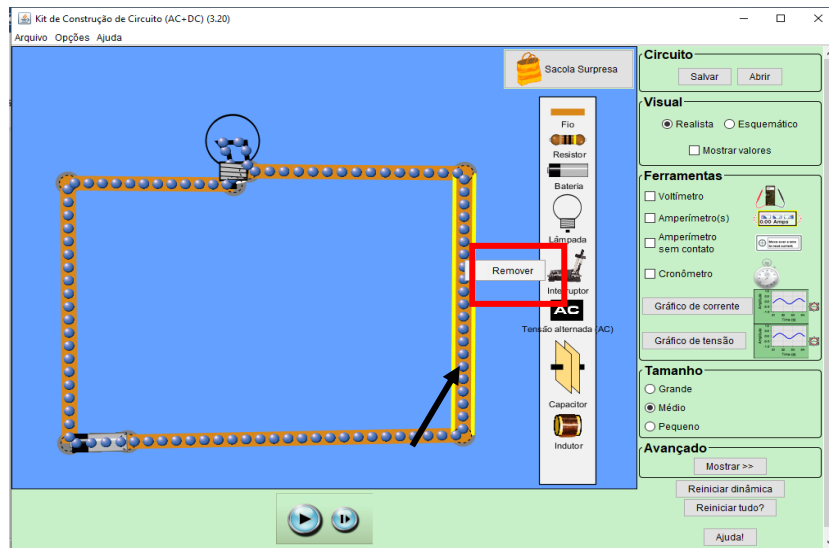 Kit de Construção de Circuito (AC+DC) (3.20)
Arquivo Opções Ajuda
Sacola Surpresa
Fio
Resistor
Bateria
Lâmpada
Remover
Interruptor
AC
Tensão alternada (AC)
Capacitor
Indutor
Circuito
Salvar Abrir
Visual
Realista Esquemático
Mostrar valores
Ferramentas
Voltímetro
Amperímetro(s)
0.00 Amps
Amperímetro
sem contato
Cronômetro
Gráfico de corrente
Gráfico de tensão
Tamanho
Grande
Médio
Pequeno
Avançado
Mostrar >>
Reiniciar dinâmica
Reiniciar tudo?
Ajuda!